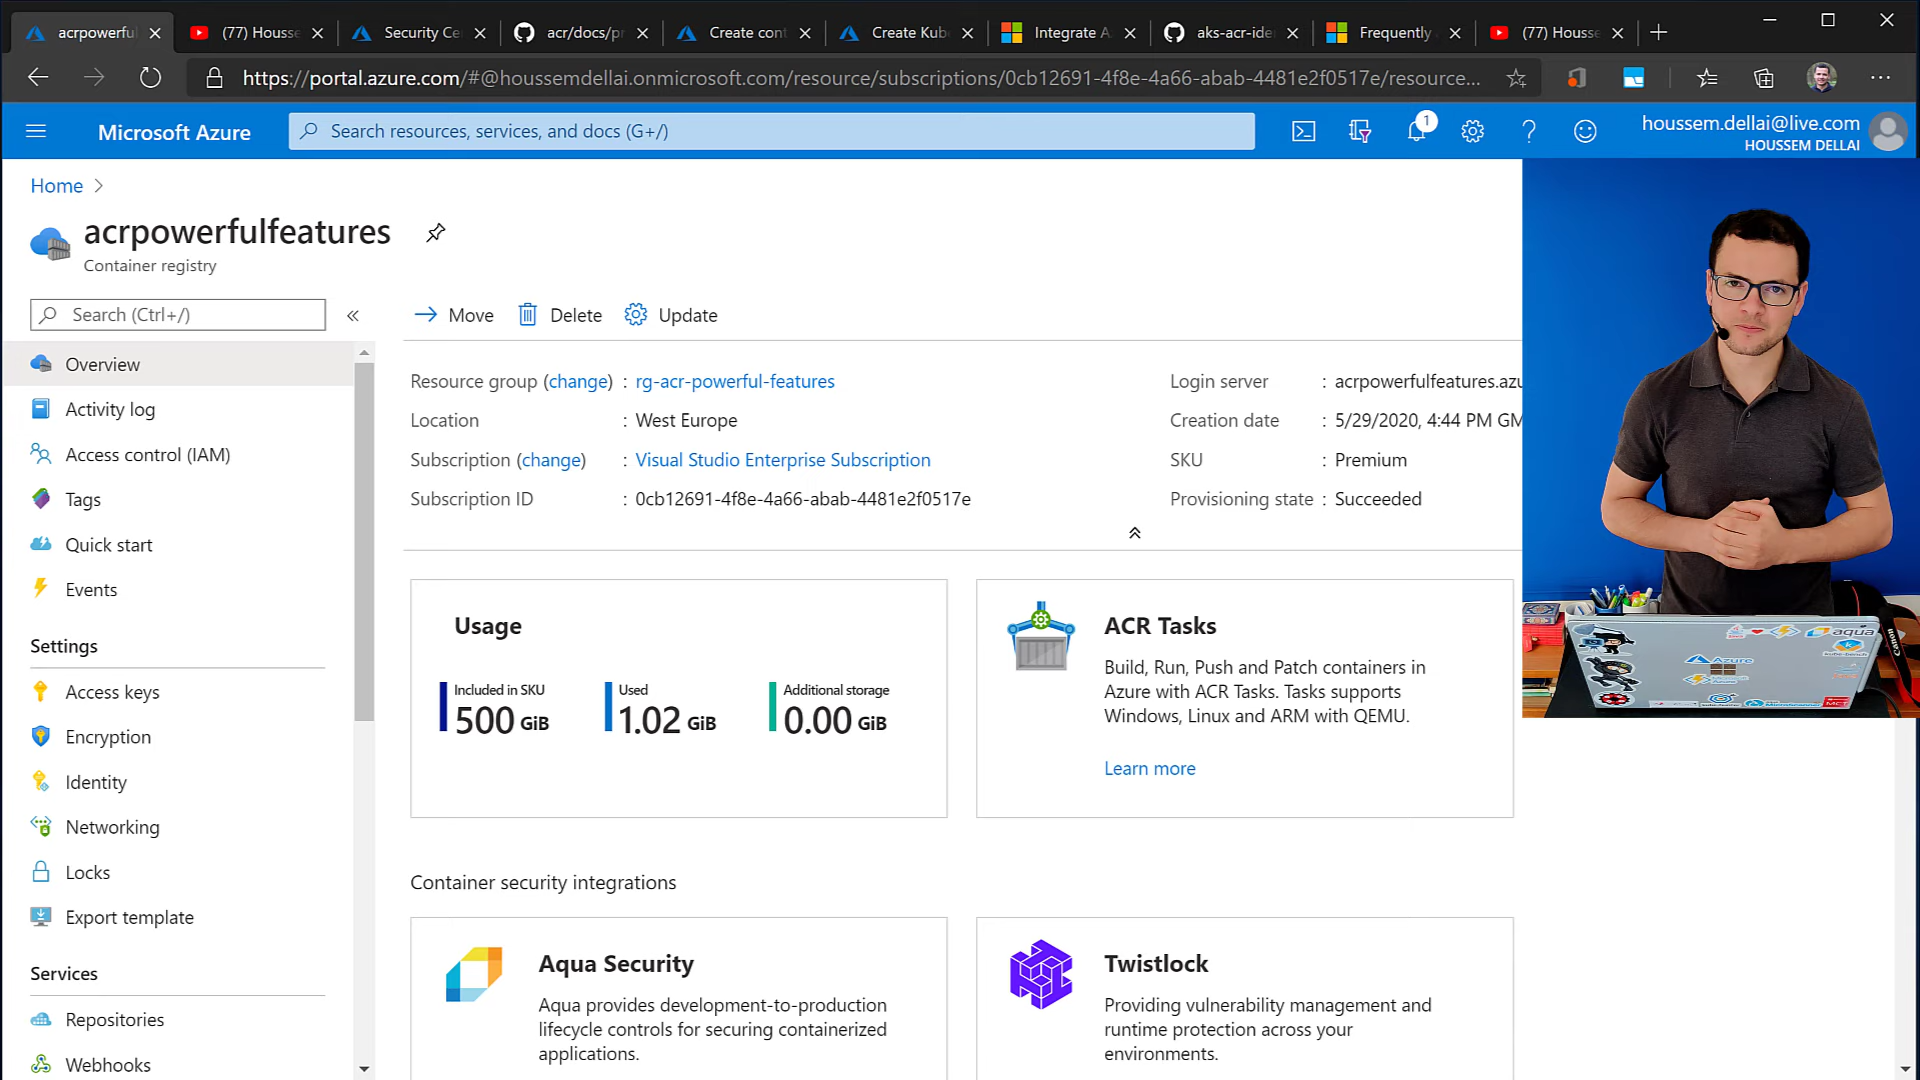 acrpowerful
(77) Housse
Security Ce
acr/docs/pr
Create cont
Create Kub
Integrate A
aks-acr-ide
Frequently
(77) Housse
https://portal.azure.com/#@houssemdellai.onmicrosoft.com/resource/subscriptions/0cb12691-4f8e-4a66-abab-4481e2f0517e/resource...
Microsoft Azure
Search resources, services, and docs (G+/)
1
houssem.dellai@live.com
HOUSSEM DELLAI
Home
acrpowerfulfeatures
Container registry
Search (Ctrl+/)
Move
Delete
Update
Overview
Activity log
Access control (IAM)
Tags
Quick start
Events
Settings
Access keys
Encryption
Identity
Networking
Locks
Export template
Services
Repositories
Webhooks
Resource group (change) : rg-acr-powerful-features
Location : West Europe
Subscription (change) : Visual Studio Enterprise Subscription
Subscription ID : 0cb12691-4f8e-4a66-abab-4481e2f0517e
Login server : acrpowerfulfeatures.azu
Creation date : 5/29/2020, 4:44 PM GM
SKU : Premium
Provisioning state : Succeeded
Usage
Included in SKU
500 GiB
Used
1.02 GiB
Additional storage
0.00 GiB
ACR Tasks
Build, Run, Push and Patch containers in
Azure with ACR Tasks. Tasks supports
Windows, Linux and ARM with QEMU.
Learn more
Container security integrations
Aqua Security
Aqua provides development-to-production
lifecycle controls for securing containerized
applications.
Twistlock
Providing vulnerability management and
runtime protection across your
environments.
aqua
Azure
Canon
MCT